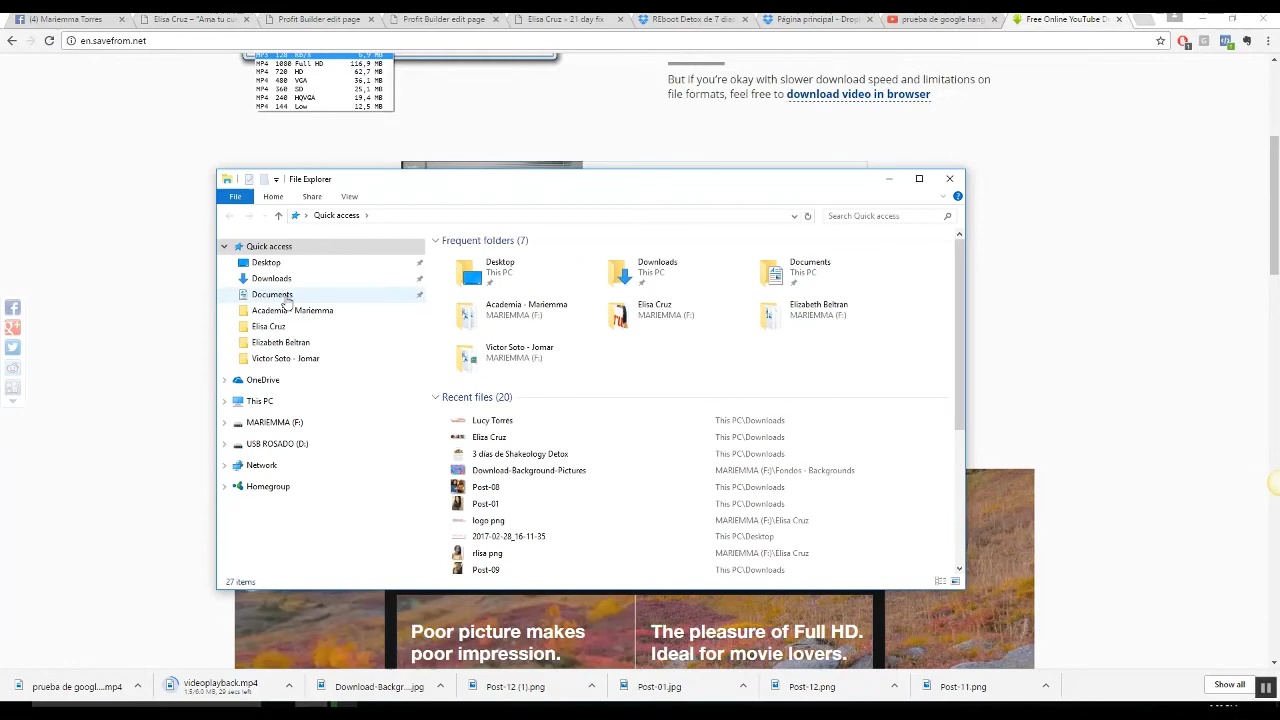 (4) Mariemma Torres
Elisa Cruz – "Ama tu cu
Profit Builder edit page
Profit Builder edit page
Elisa Cruz › 21 day fix
REboot Detox de 7 día
Página principal - Drop
prueba de google hang
Free Online YouTube D
en.savefrom.net
MP4 1080 Full HD 116,9 MB
MP4 720 HD 62,7 MB
MP4 480 VGA 36,1 MB
MP4 360 SD 25,1 MB
MP4 240 HQVGA 19,4 MB
MP4 144 Low 12,5 MB
But if you're okay with slower download speed and limitations on
file formats, feel free to download video in browser
File Explorer
File Home Share View
Quick access
Search Quick access
Quick access
Desktop
Downloads
Documents
Academia - Mariemma
Elisa Cruz
Elizabeth Beltran
Victor Soto - Jomar
OneDrive
This PC
MARIEMMA (F:)
USB ROSADO (D:)
Network
Homegroup
Frequent folders (7)
Desktop
This PC
Downloads
This PC
Documents
This PC
Academia - Mariemma
MARIEMMA (F:)
Elisa Cruz
MARIEMMA (F:)
Elizabeth Beltran
MARIEMMA (F:)
Victor Soto - Jomar
MARIEMMA (F:)
Recent files (20)
Lucy Torres This PC\Downloads
Eliza Cruz This PC\Downloads
3 días de Shakeology Detox This PC\Downloads
Download-Background-Pictures MARIEMMA (F:)\Fondos - Backgrounds
Post-08 This PC\Downloads
Post-01 This PC\Downloads
logo png MARIEMMA (F:)\Elisa Cruz
2017-02-28_16-11-35 This PC\Desktop
rlisa png MARIEMMA (F:)\Elisa Cruz
Post-09 This PC\Downloads
27 items
Poor picture makes
poor impression.
The pleasure of Full HD.
Ideal for movie lovers.
prueba de googl....mp4
videoplayback.mp4
1.5/6.0 MB, 29 secs left
Download-Backgr....jpg
Post-12 (1).png
Post-01.jpg
Post-12.png
Post-11.png
Show all